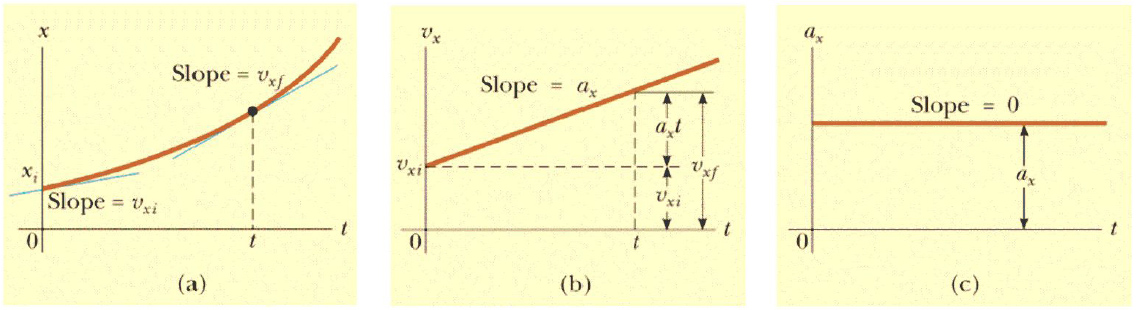 x
Slope = v_xf
x_i
Slope = v_xi
0
t
t
(a)
v_x
Slope = a_x
a_x t
v_xi
v_xf
v_xi
0
t
t
(b)
a_x
Slope = 0
a_x
0
t
(c)